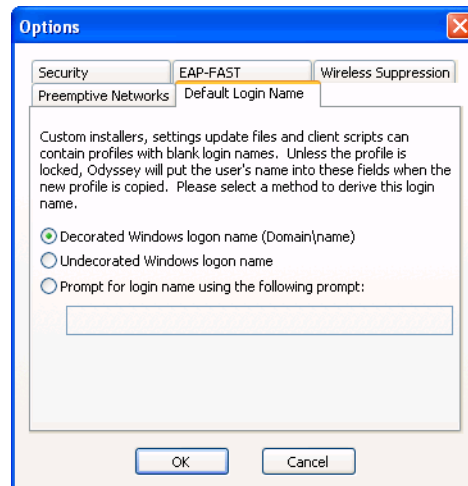 Options
Security EAP-FAST Wireless Suppression
Preemptive Networks Default Login Name
Custom installers, settings update files and client scripts can
contain profiles with blank login names. Unless the profile is
locked, Odyssey will put the user's name into these fields when the
new profile is copied. Please select a method to derive this login
name.
Decorated Windows logon name (Domain\name)
Undecorated Windows logon name
Prompt for login name using the following prompt:
OK Cancel